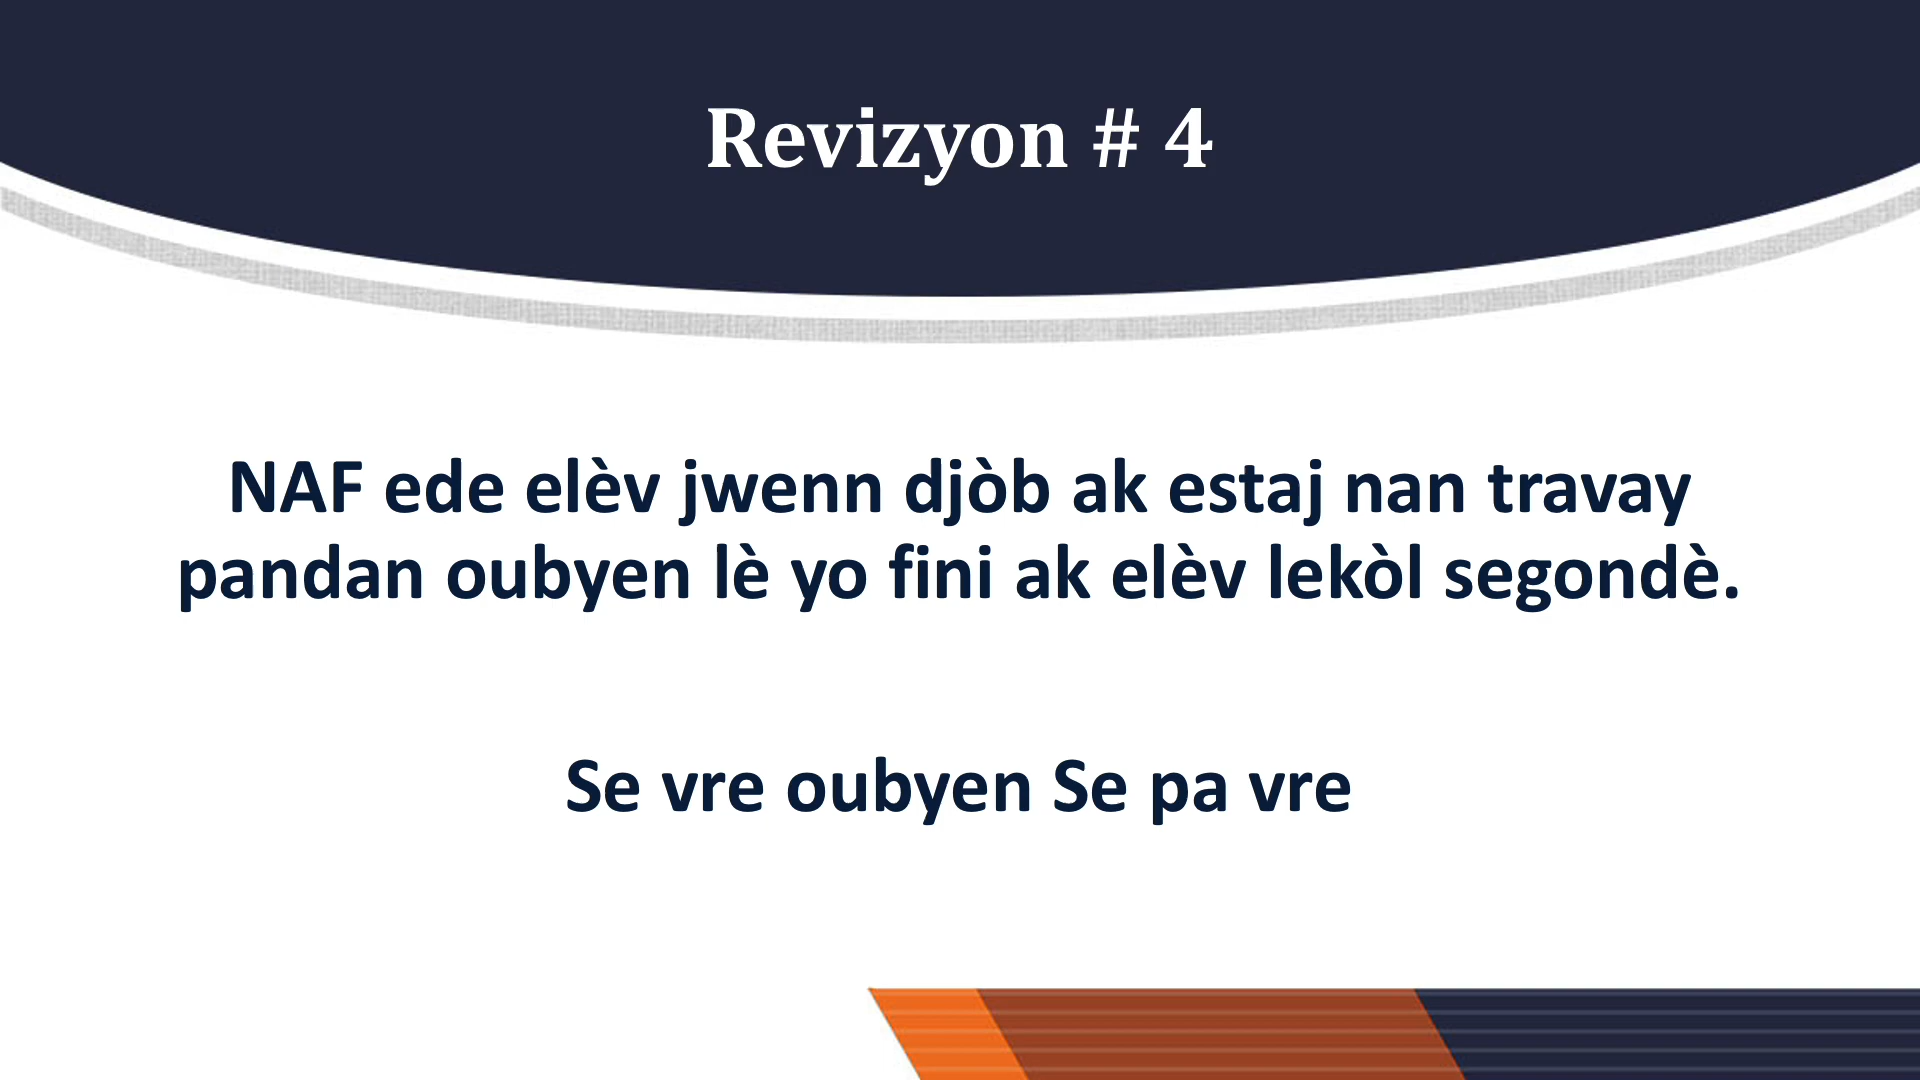 Revizyon # 4
NAF ede elèv jwenn djòb ak estaj nan travay
pandan oubyen lè yo fini ak elèv lekòl segondè.
Se vre oubyen Se pa vre